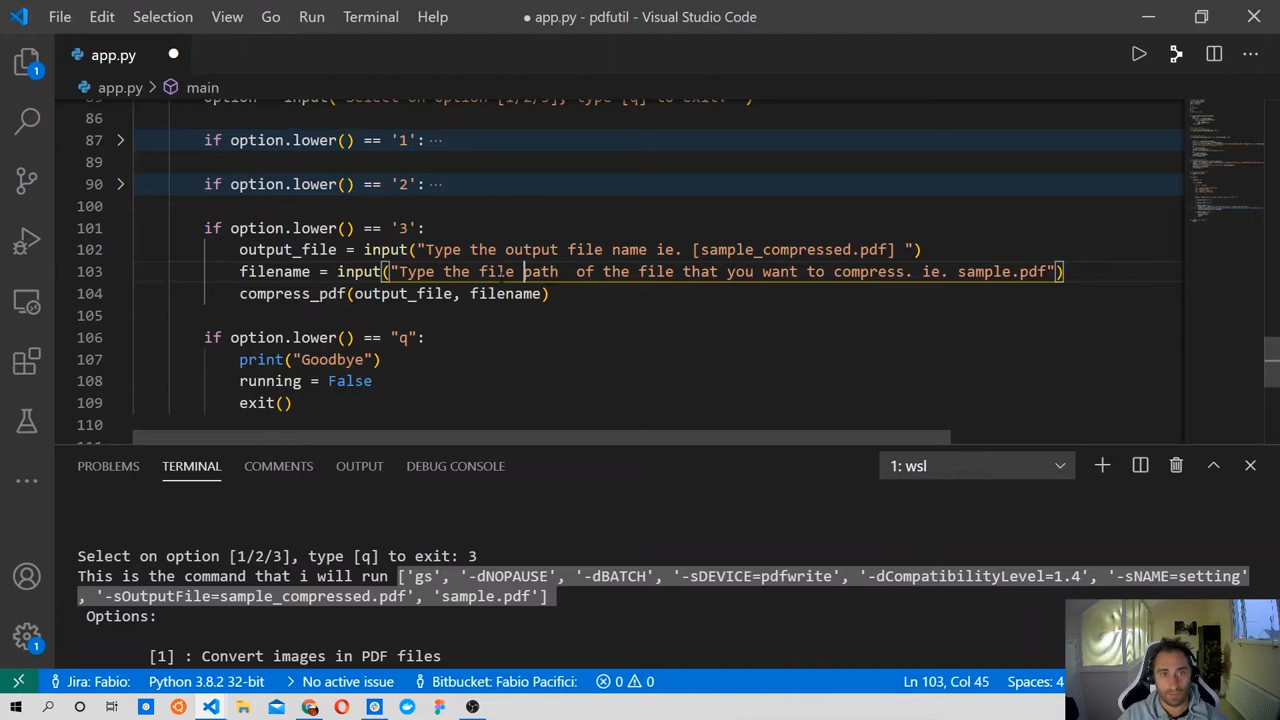 File Edit Selection View Go Run Terminal Help ● app.py - pdfutil - Visual Studio Code
app.py
app.py > main
86
87 if option.lower() == '1': ...
89
90 if option.lower() == '2': ...
100
101 if option.lower() == '3':
102 output_file = input("Type the output file name ie. [sample_compressed.pdf] ")
103 filename = input("Type the file path  of the file that you want to compress. ie. sample.pdf")
104 compress_pdf(output_file, filename)
106 if option.lower() == "q":
107 print("Goodbye")
108 running = False
109 exit()
110
PROBLEMS TERMINAL COMMENTS OUTPUT DEBUG CONSOLE 1: wsl
Select on option [1/2/3], type [q] to exit: 3
This is the command that i will run ['gs', '-dNOPAUSE', '-dBATCH', '-sDEVICE=pdfwrite', '-dCompatibilityLevel=1.4', '-sNAME=setting'
, '-sOutputFile=sample_compressed.pdf', 'sample.pdf']
Options:
[1] : Convert images in PDF files
Jira: Fabio: Python 3.8.2 32-bit No active issue Bitbucket: Fabio Pacifici: 0 0 Ln 103, Col 45 Spaces: 4